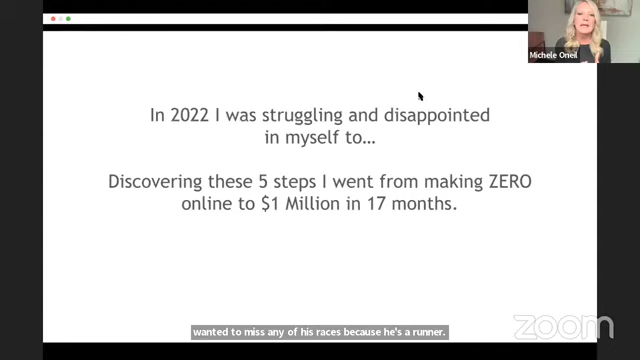 Michele Oneil
In 2022 I was struggling and disappointed
in myself to...
Discovering these 5 steps I went from making ZERO
online to $1 Million in 17 months.
wanted to miss any of his races because he's a runner.
zoom